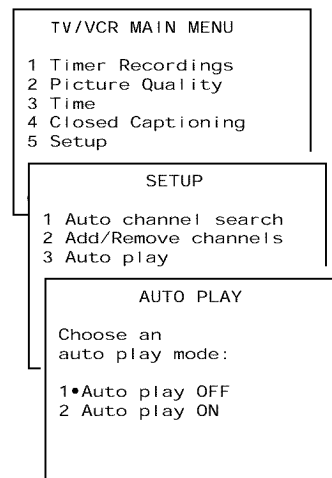 TV/VCR MAIN MENU
1 Timer Recordings
2 Picture Quality
3 Time
4 Closed Captioning
5 Setup
SETUP
1 Auto channel search
2 Add/Remove channels
3 Auto play
AUTO PLAY
Choose an
auto play mode:
1•Auto play OFF
2 Auto play ON